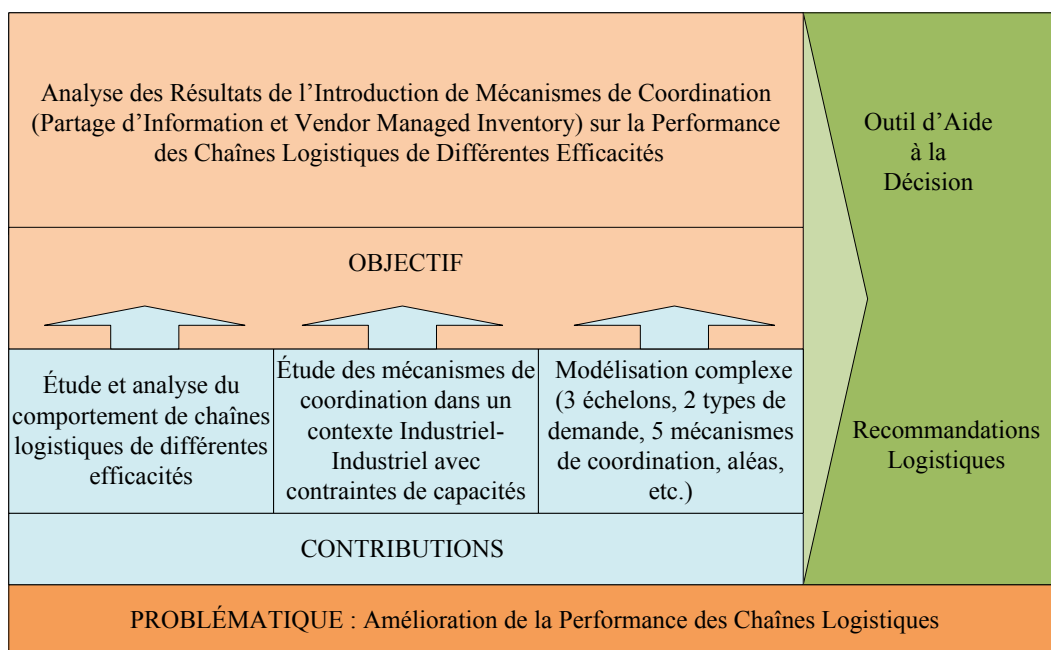 Analyse des Résultats de l'Introduction de Mécanismes de Coordination
(Partage d'Information et Vendor Managed Inventory) sur la Performance
des Chaînes Logistiques de Différentes Efficacités
Outil d'Aide
à la
Décision
OBJECTIF
Étude et analyse du
comportement de chaînes
logistiques de différentes
efficacités
Étude des mécanismes de
coordination dans un
contexte Industriel-
Industriel avec
contraintes de capacités
Modélisation complexe
(3 échelons, 2 types de
demande, 5 mécanismes
de coordination, aléas,
etc.)
Recommandations
Logistiques
CONTRIBUTIONS
PROBLÉMATIQUE : Amélioration de la Performance des Chaînes Logistiques